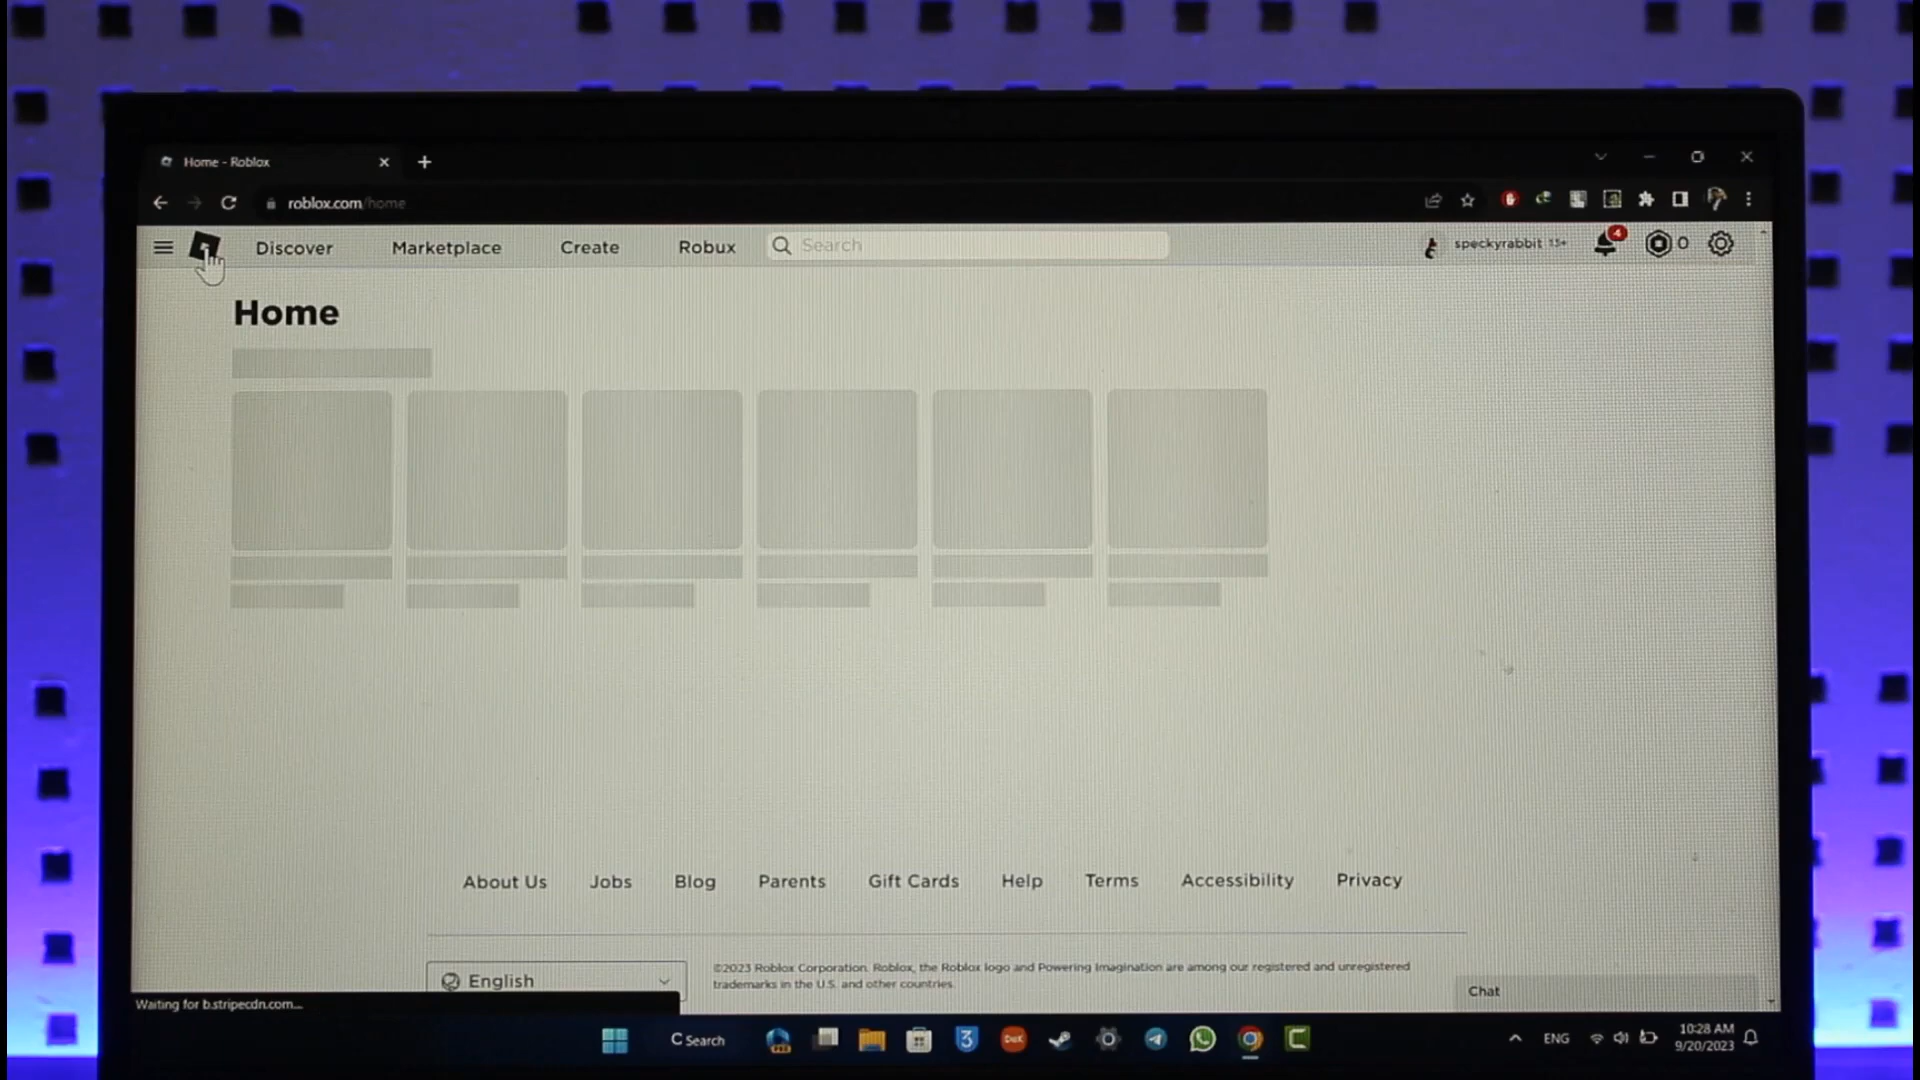 Home - Roblox
roblox.com/home
Discover Marketplace Create Robux Search speckyrabbit 13+ 4 0
Home
About Us Jobs Blog Parents Gift Cards Help Terms Accessibility Privacy
English
©2023 Roblox Corporation. Roblox, the Roblox logo and Powering Imagination are among our registered and unregistered
trademarks in the U.S. and other countries.
Chat
Waiting for b.stripecdn.com...
Search
ENG
10:28 AM
9/20/2023